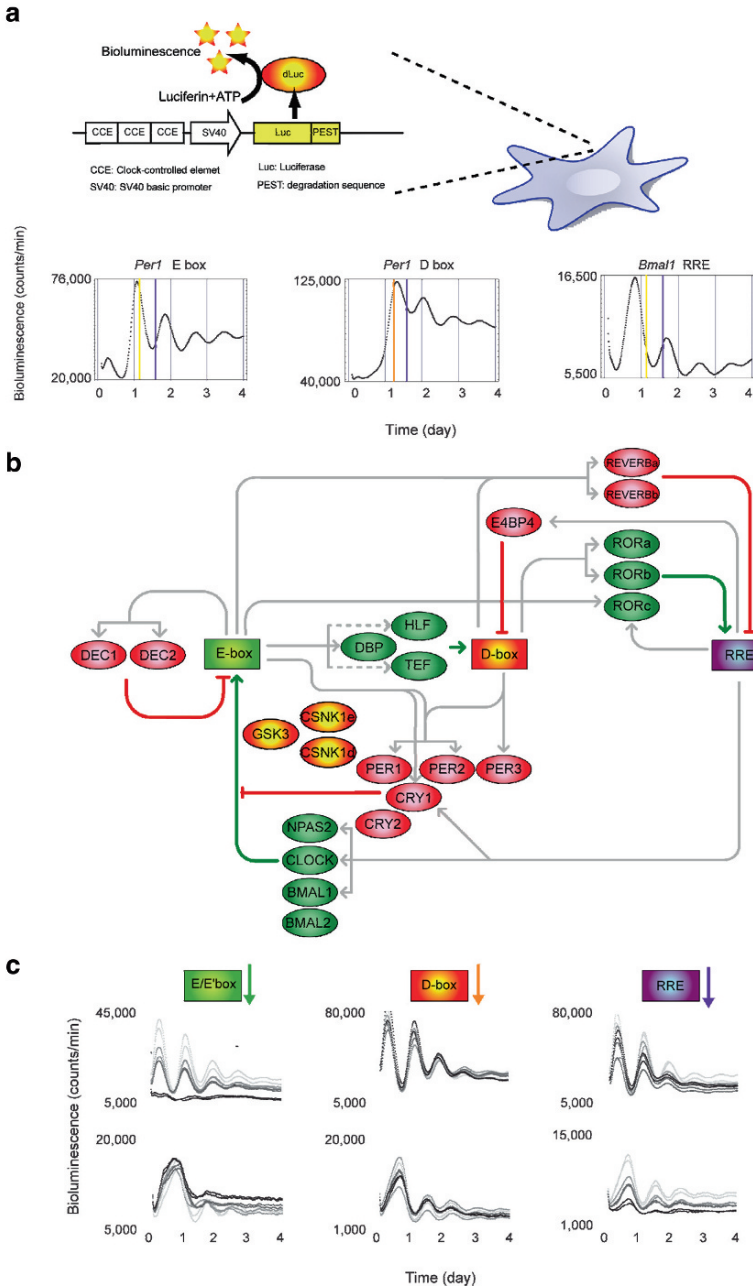 a
Bioluminescence
dLuc
Luciferin+ATP
CCE CCE CCE SV40 Luc PEST
CCE: Clock-controlled elemet
Luc: Luciferase
SV40: SV40 basic promoter
PEST: degradation sequence
Bioluminescence (counts/min)
Per1 E box
Per1 D box
Bmal1 RRE
76,000
20,000
0 1 2 3 4
125,000
40,000
0 1 2 3 4
16,500
5,500
0 1 2 3 4
Time (day)
b
REVERBa
REVERBb
E4BP4
RORa
RORb
RORc
HLF
DBP
TEF
DEC1
DEC2
E-box
D-box
RRE
CSNK1e
GSK3
CSNK1d
PER1
PER2
PER3
CRY1
CRY2
NPAS2
CLOCK
BMAL1
BMAL2
c
E/E'box
D-box
RRE
Bioluminescence (counts/min)
45,000
5,000
80,000
5,000
80,000
5,000
20,000
5,000
0 1 2 3 4
20,000
1,000
0 1 2 3 4
15,000
1,000
0 1 2 3 4
Time (day)